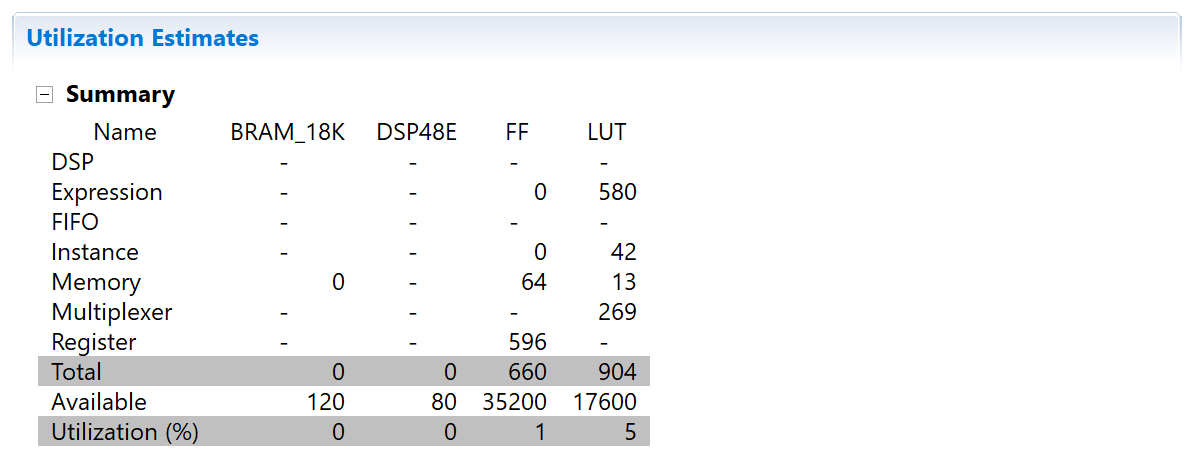 Utilization Estimates
Summary
Name BRAM_18K DSP48E FF LUT
DSP - - - -
Expression - - 0 580
FIFO - - - -
Instance - - 0 42
Memory 0 - 64 13
Multiplexer - - - 269
Register - - 596 -
Total 0 0 660 904
Available 120 80 35200 17600
Utilization (%) 0 0 1 5